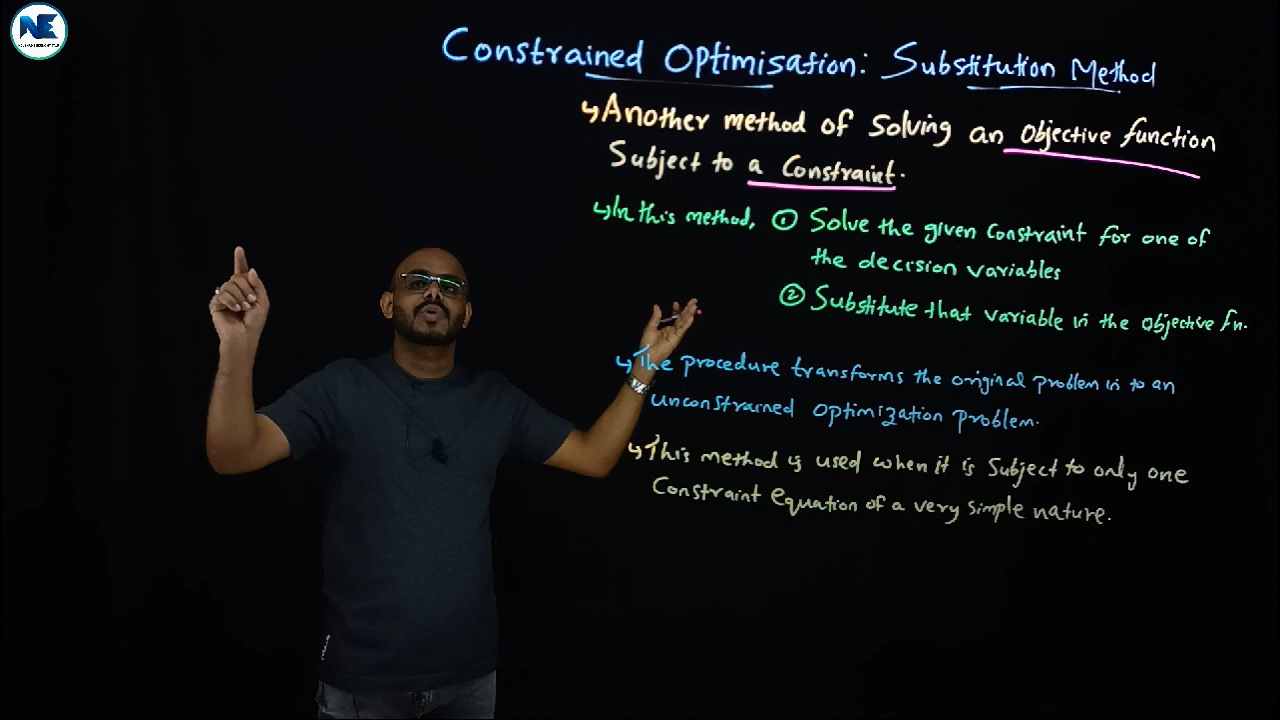 NE
Constrained Optimisation: Substitution Method
↳Another method of Solving an Objective function
Subject to a Constraint.
↳In this method, ① Solve the given Constraint for one of
the decision variables
② Substitute that variable in the objective fn.
↳The procedure transforms the original problem in to an
unconstrained optimization problem.
↳This method is used when it is Subject to only one
Constraint equation of a very simple nature.